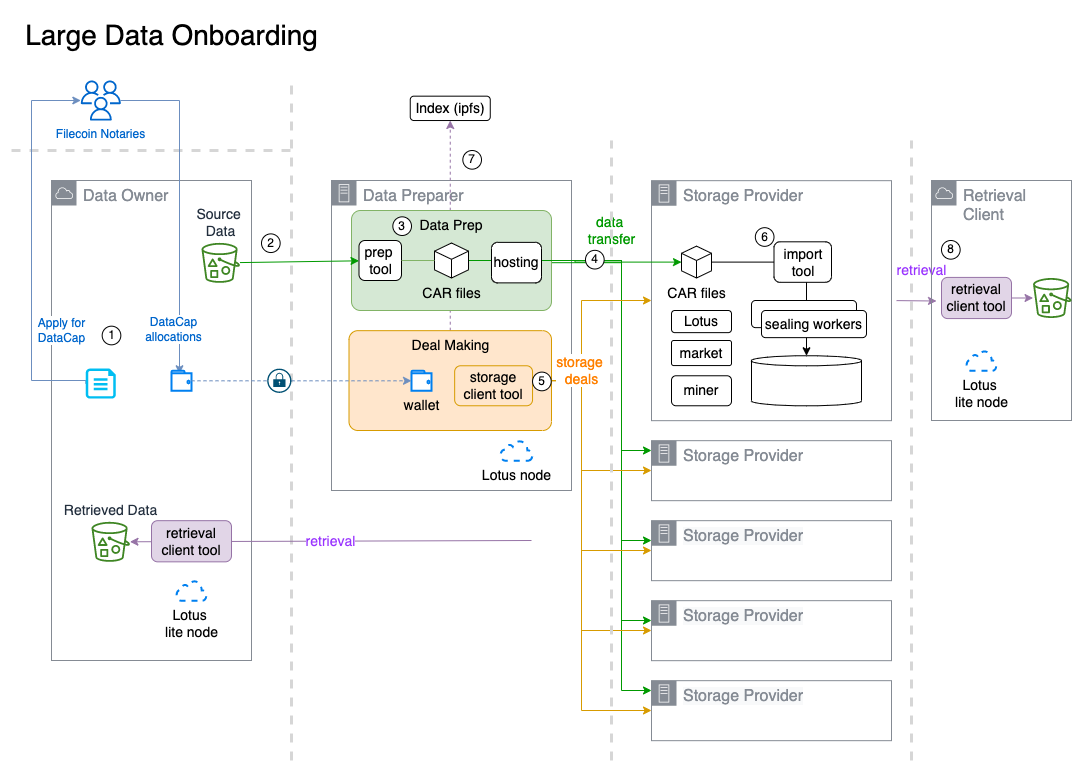 Large Data Onboarding
Filecoin Notaries
Index (ipfs)
7
Data Owner
Source
Data
2
Apply for
DataCap
1
DataCap
allocations
Retrieved Data
retrieval
client tool
retrieval
Lotus
lite node
Data Preparer
3
Data Prep
prep
tool
CAR files
hosting
Deal Making
wallet
storage
client tool
5
Lotus node
data
transfer
4
storage
deals
Storage Provider
6
import
tool
CAR files
Lotus
market
miner
sealing workers
Storage Provider
Storage Provider
Storage Provider
Storage Provider
Retrieval
Client
8
retrieval
retrieval
client tool
Lotus
lite node